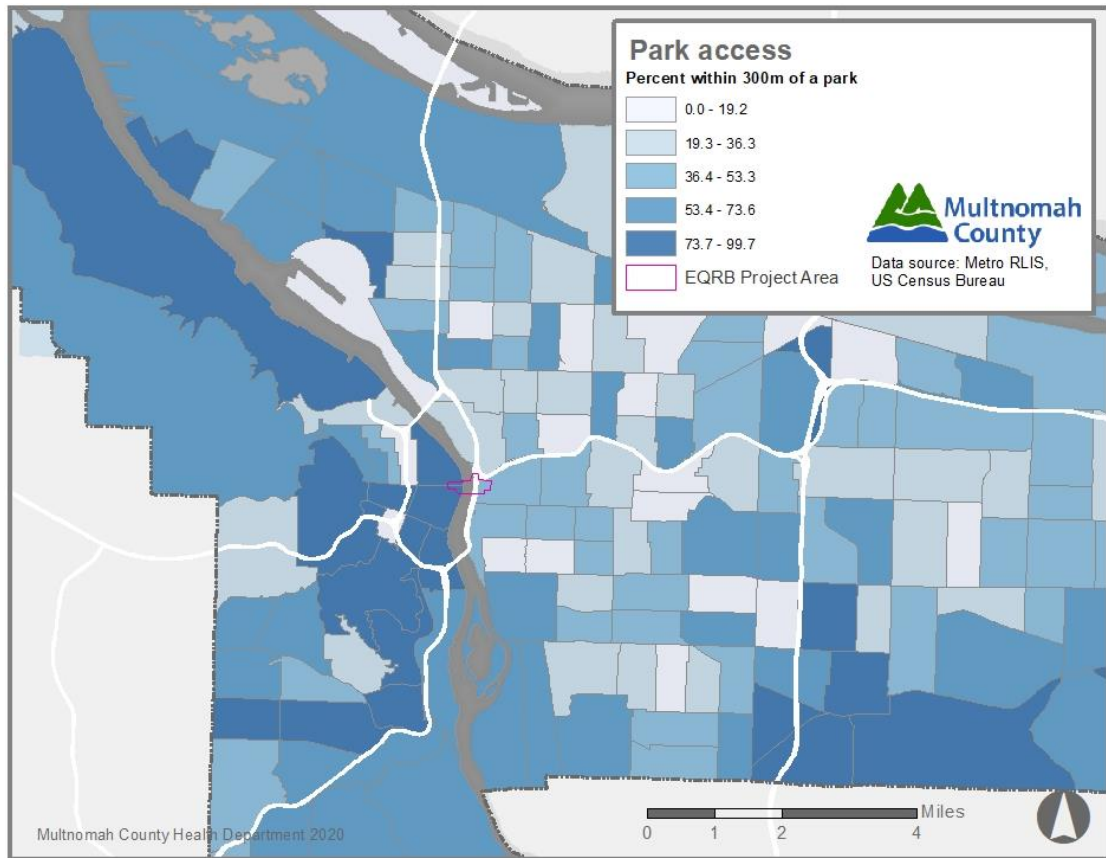 Park access
Percent within 300m of a park
0.0 - 19.2
19.3 - 36.3
36.4 - 53.3
53.4 - 73.6
73.7 - 99.7
EQRB Project Area
Multnomah
County
Data source: Metro RLIS,
US Census Bureau
Multnomah County Health Department 2020
Miles
0 1 2 4